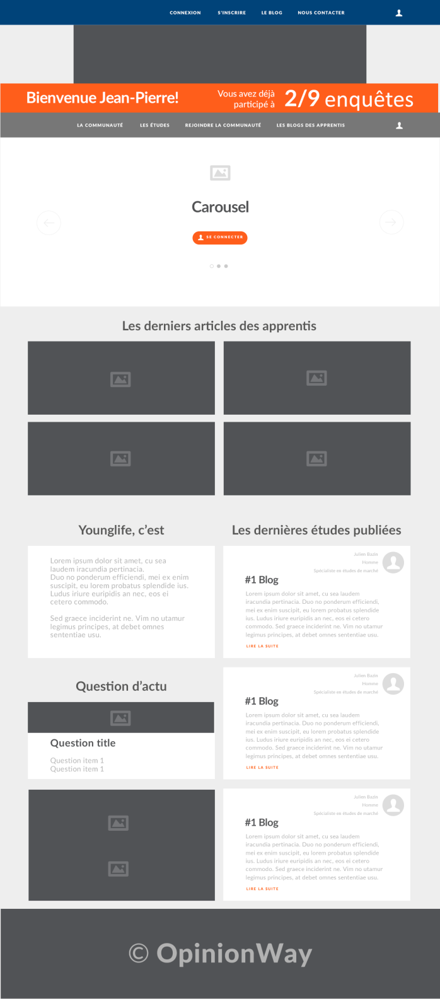 CONNEXION S'INSCRIRE LE BLOG NOUS CONTACTER
Bienvenue Jean-Pierre!
Vous avez déjà
participé à
2/9 enquêtes
LA COMMUNAUTÉ LES ÉTUDES REJOINDRE LA COMMUNAUTÉ LES BLOGS DES APPRENTIS
Carousel
SE CONNECTER
Les derniers articles des apprentis
Younglife, c’est
Lorem ipsum dolor sit amet, cu sea
laudem iracundia pertinacia.
Duo no ponderum efficiendi, mei ex enim
suscipit, eu lorem probatus splendide ius.
Ludus iriure euripidis an nec, eos ei
cetero commodo.
Sed graece inciderint ne. Vim no utamur
legimus principes, at debet omnes
sententiae usu.
Question d’actu
Question title
Question item 1
Question item 1
Les dernières études publiées
Julien Bazin
Homme
Spécialiste en études de marché
#1 Blog
Lorem ipsum dolor sit amet, cu sea laudem
iracundia pertinacia. Duo no ponderum efficiendi,
mei ex enim suscipit, eu lorem probatus splendide
ius. Ludus iriure euripidis an nec, eos ei cetero
commodo. Sed graece inciderint ne. Vim no utamur
legimus principes, at debet omnes sententiae usu.
LIRE LA SUITE
Julien Bazin
Homme
Spécialiste en études de marché
#1 Blog
Lorem ipsum dolor sit amet, cu sea laudem
iracundia pertinacia. Duo no ponderum efficiendi,
mei ex enim suscipit, eu lorem probatus splendide
ius. Ludus iriure euripidis an nec, eos ei cetero
commodo. Sed graece inciderint ne. Vim no utamur
legimus principes, at debet omnes sententiae usu.
LIRE LA SUITE
Julien Bazin
Homme
Spécialiste en études de marché
#1 Blog
Lorem ipsum dolor sit amet, cu sea laudem
iracundia pertinacia. Duo no ponderum efficiendi,
mei ex enim suscipit, eu lorem probatus splendide
ius. Ludus iriure euripidis an nec, eos ei cetero
commodo. Sed graece inciderint ne. Vim no utamur
legimus principes, at debet omnes sententiae usu.
LIRE LA SUITE
© OpinionWay